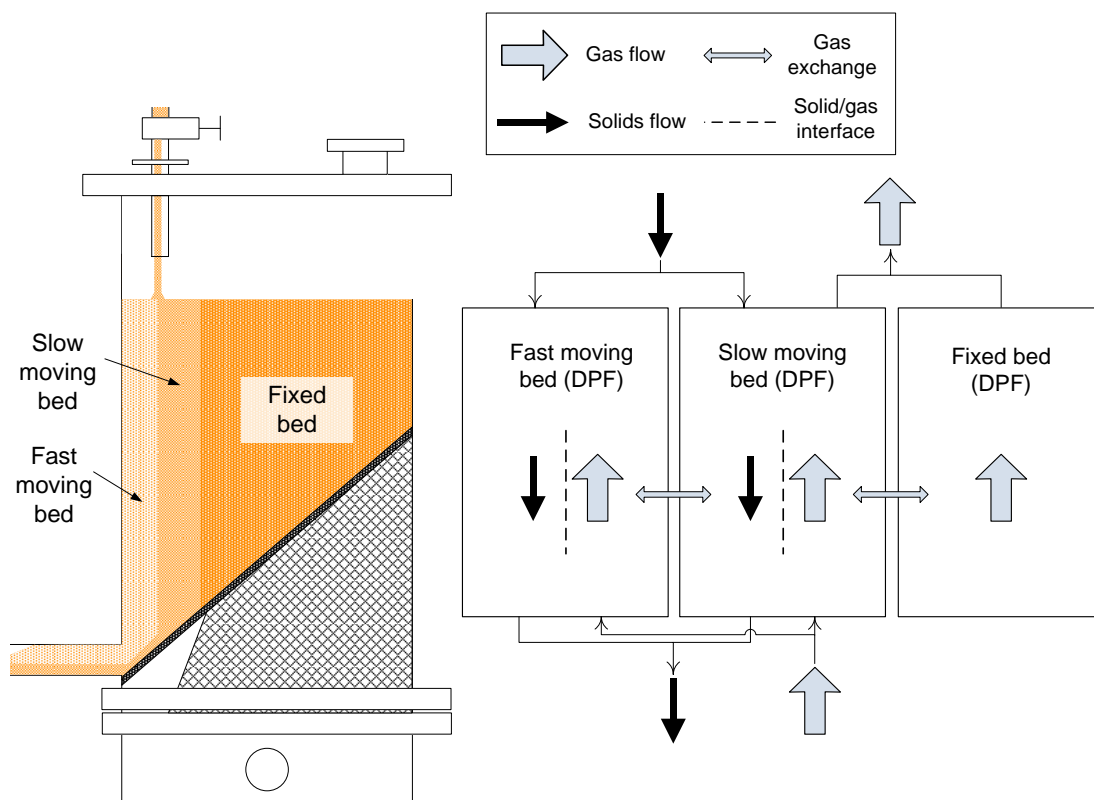 Gas flow
Gas
exchange
Solids flow
Solid/gas
interface
Slow
moving
bed
Fast
moving
bed
Fixed
bed
Fast moving
bed (DPF)
Slow moving
bed (DPF)
Fixed bed
(DPF)